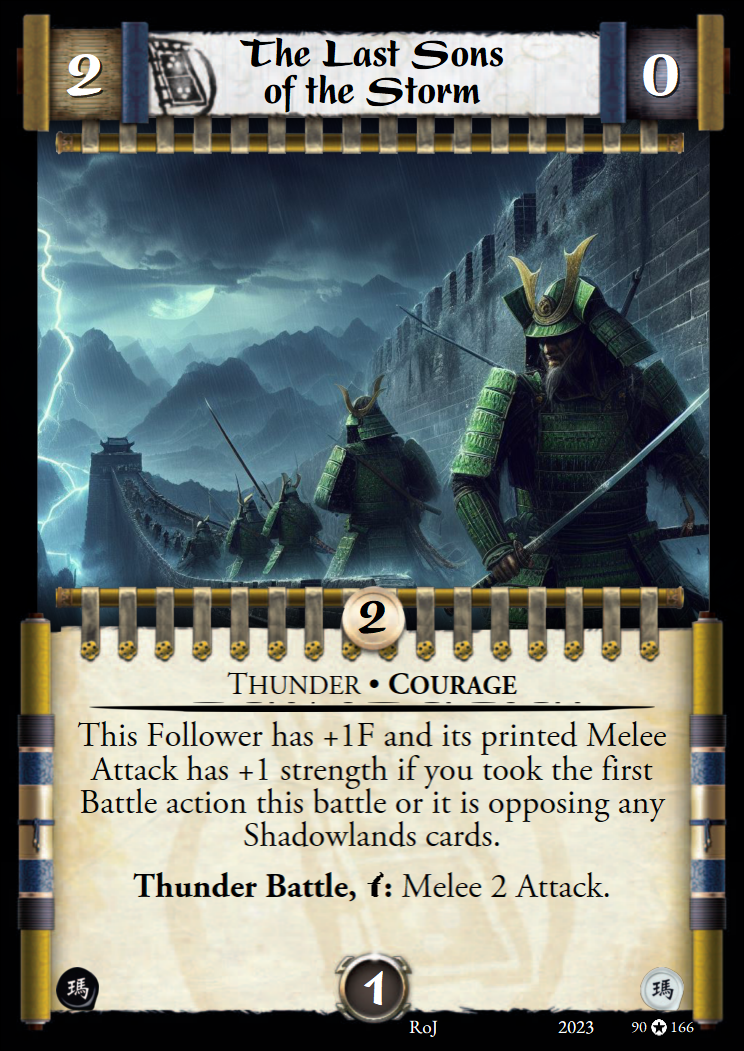 2
The Last Sons
of the Storm
0
2
Thunder • Courage
This Follower has +1F and its printed Melee
Attack has +1 strength if you took the first
Battle action this battle or it is opposing any
Shadowlands cards.
Thunder Battle, : Melee 2 Attack.
瑪
1
瑪
RoJ 2023 90 ✪ 166